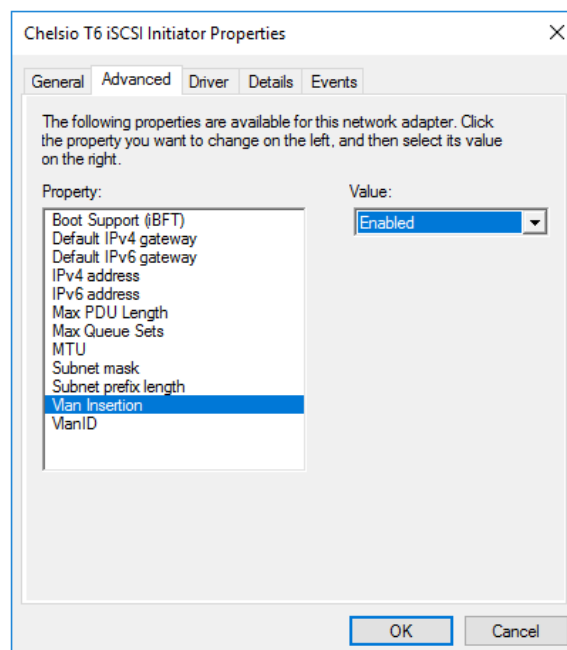 Chelsio T6 iSCSI Initiator Properties
General Advanced Driver Details Events
The following properties are available for this network adapter. Click
the property you want to change on the left, and then select its value
on the right.
Property:
Value:
Boot Support (iBFT)
Enabled
Default IPv4 gateway
Default IPv6 gateway
IPv4 address
IPv6 address
Max PDU Length
Max Queue Sets
MTU
Subnet mask
Subnet prefix length
Vlan Insertion
VlanID
OK
Cancel